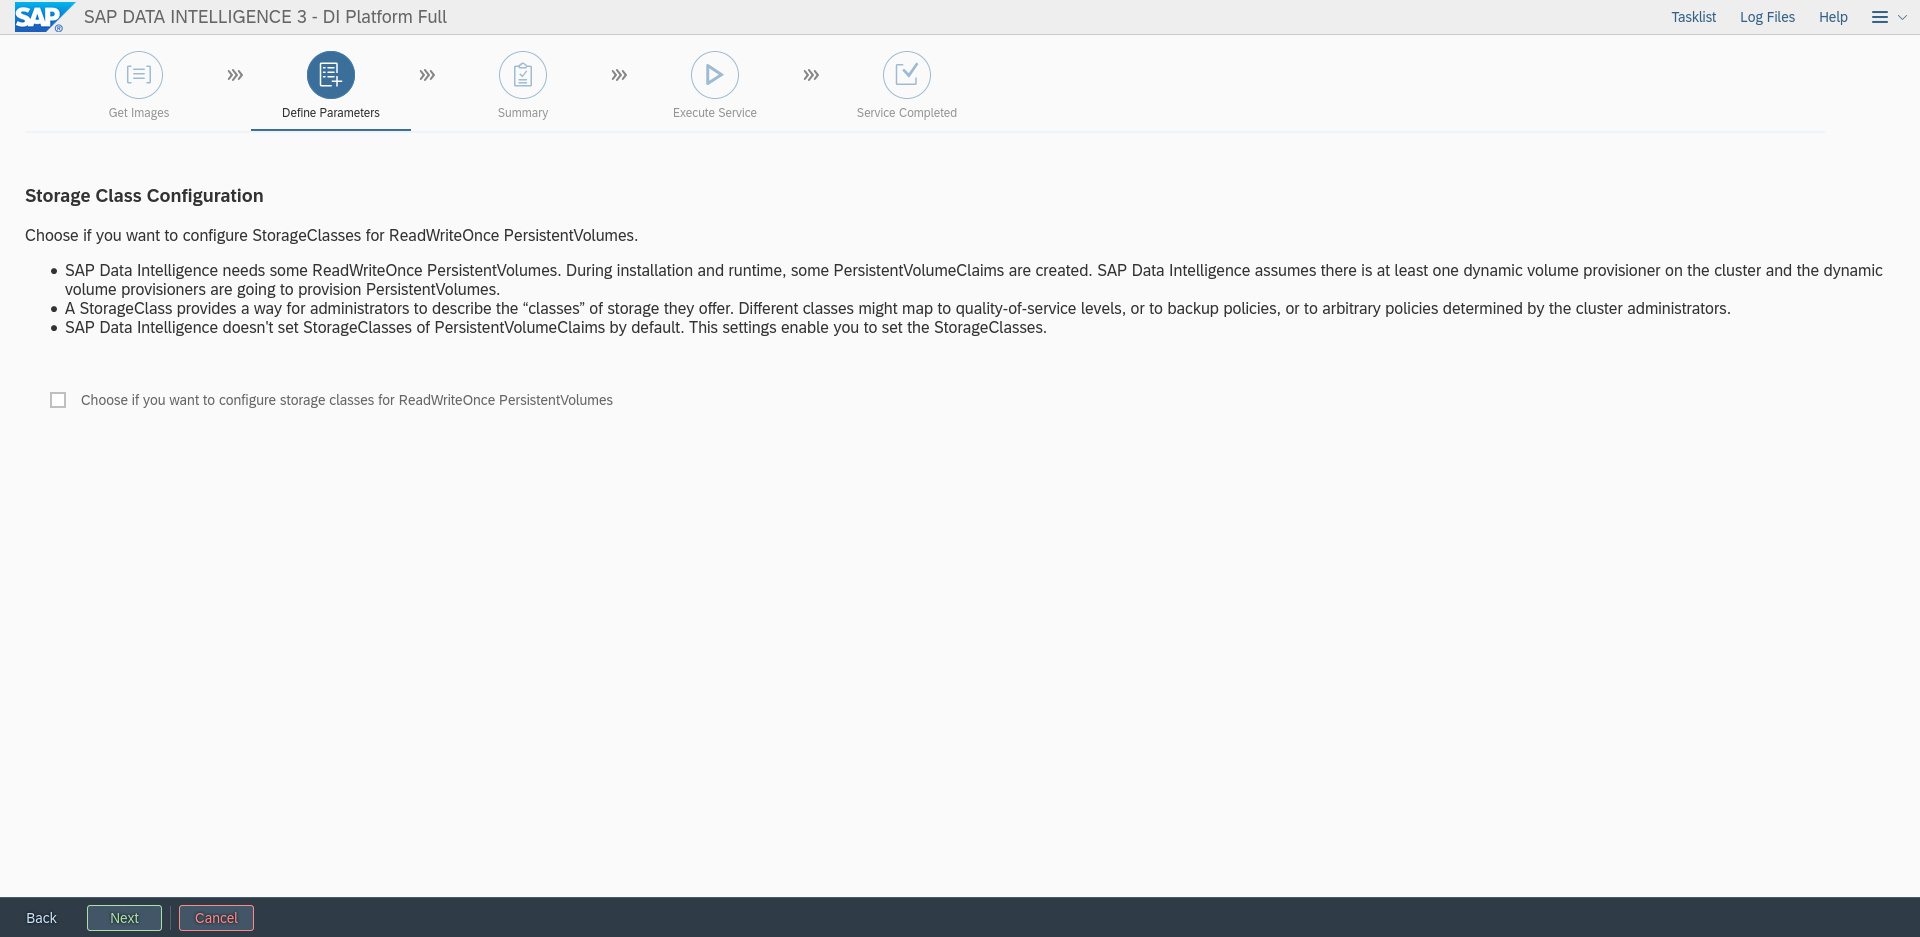 SAP® SAP DATA INTELLIGENCE 3 - DI Platform Full
Tasklist Log Files Help
Get Images Define Parameters Summary Execute Service Service Completed
Storage Class Configuration
Choose if you want to configure StorageClasses for ReadWriteOnce PersistentVolumes.
• SAP Data Intelligence needs some ReadWriteOnce PersistentVolumes. During installation and runtime, some PersistentVolumeClaims are created. SAP Data Intelligence assumes there is at least one dynamic volume provisioner on the cluster and the dynamic
volume provisioners are going to provision PersistentVolumes.
• A StorageClass provides a way for administrators to describe the “classes” of storage they offer. Different classes might map to quality-of-service levels, or to backup policies, or to arbitrary policies determined by the cluster administrators.
• SAP Data Intelligence doesn't set StorageClasses of PersistentVolumeClaims by default. This settings enable you to set the StorageClasses.
Choose if you want to configure storage classes for ReadWriteOnce PersistentVolumes
Back Next Cancel